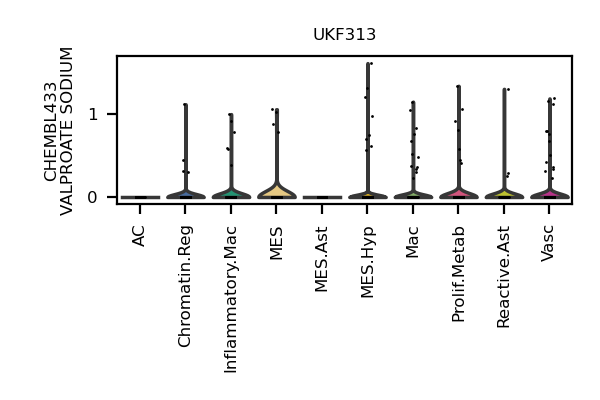 UKF313
CHEMBL433
VALPROATE SODIUM
1
0
AC
Chromatin.Reg
Inflammatory.Mac
MES
MES.Ast
MES.Hyp
Mac
Prolif.Metab
Reactive.Ast
Vasc